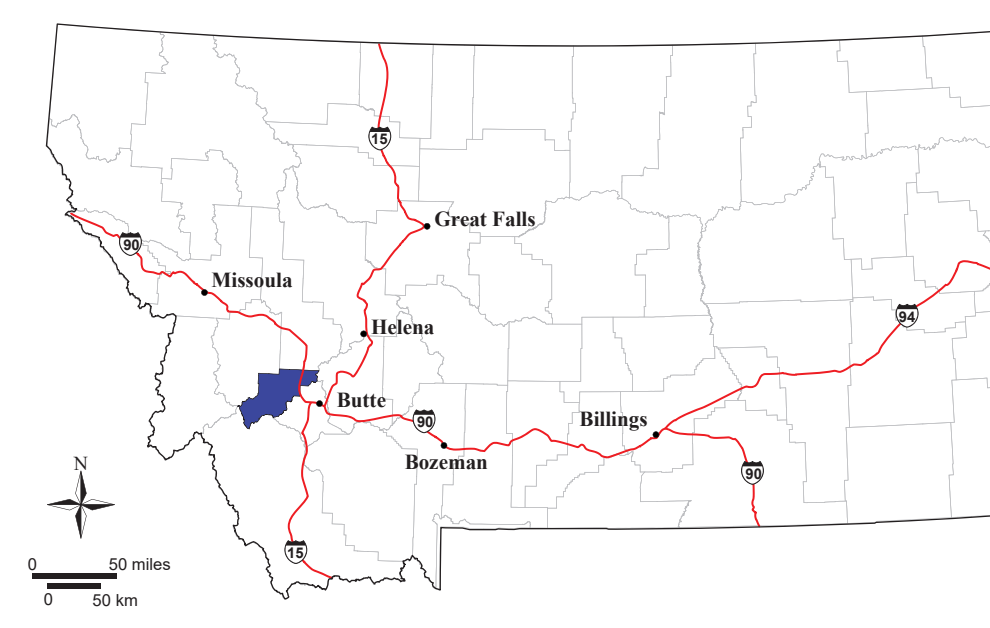 15
Great Falls
90
Missoula
94
Helena
Butte
90
Billings
Bozeman
N
90
15
0 50 miles
0 50 km